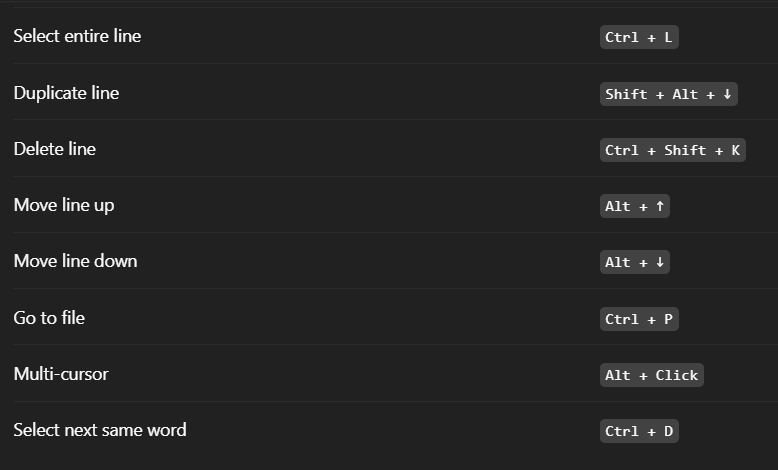 Select entire line Ctrl + L
Duplicate line Shift + Alt + ↓
Delete line Ctrl + Shift + K
Move line up Alt + ↑
Move line down Alt + ↓
Go to file Ctrl + P
Multi-cursor Alt + Click
Select next same word Ctrl + D